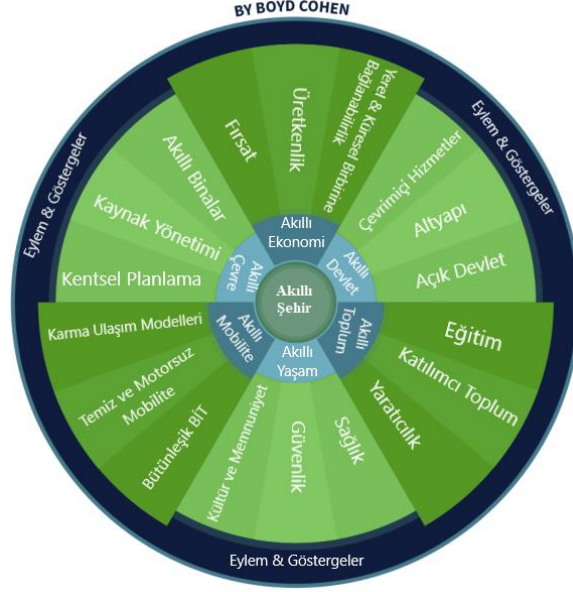 BY BOYD COHEN
Eylem & Göstergeler
Eylem & Göstergeler
Eylem & Göstergeler
Fırsat
Üretkenlik
Yerel & Küresel Birbirine
Bağlanabilirlik
Çevrimiçi Hizmetler
Altyapı
Açık Devlet
Eğitim
Katılımcı Toplum
Yaratıcılık
Sağlık
Güvenlik
Kültür ve Memnuniyet
Bütünleşik BİT
Temiz ve Motorsuz
Mobilite
Karma Ulaşım Modelleri
Kentsel Planlama
Kaynak Yönetimi
Akıllı Binalar
Akıllı
Ekonomi
Akıllı
Devlet
Akıllı
Toplum
Akıllı
Yaşam
Akıllı
Mobilite
Akıllı
Çevre
Akıllı
Şehir